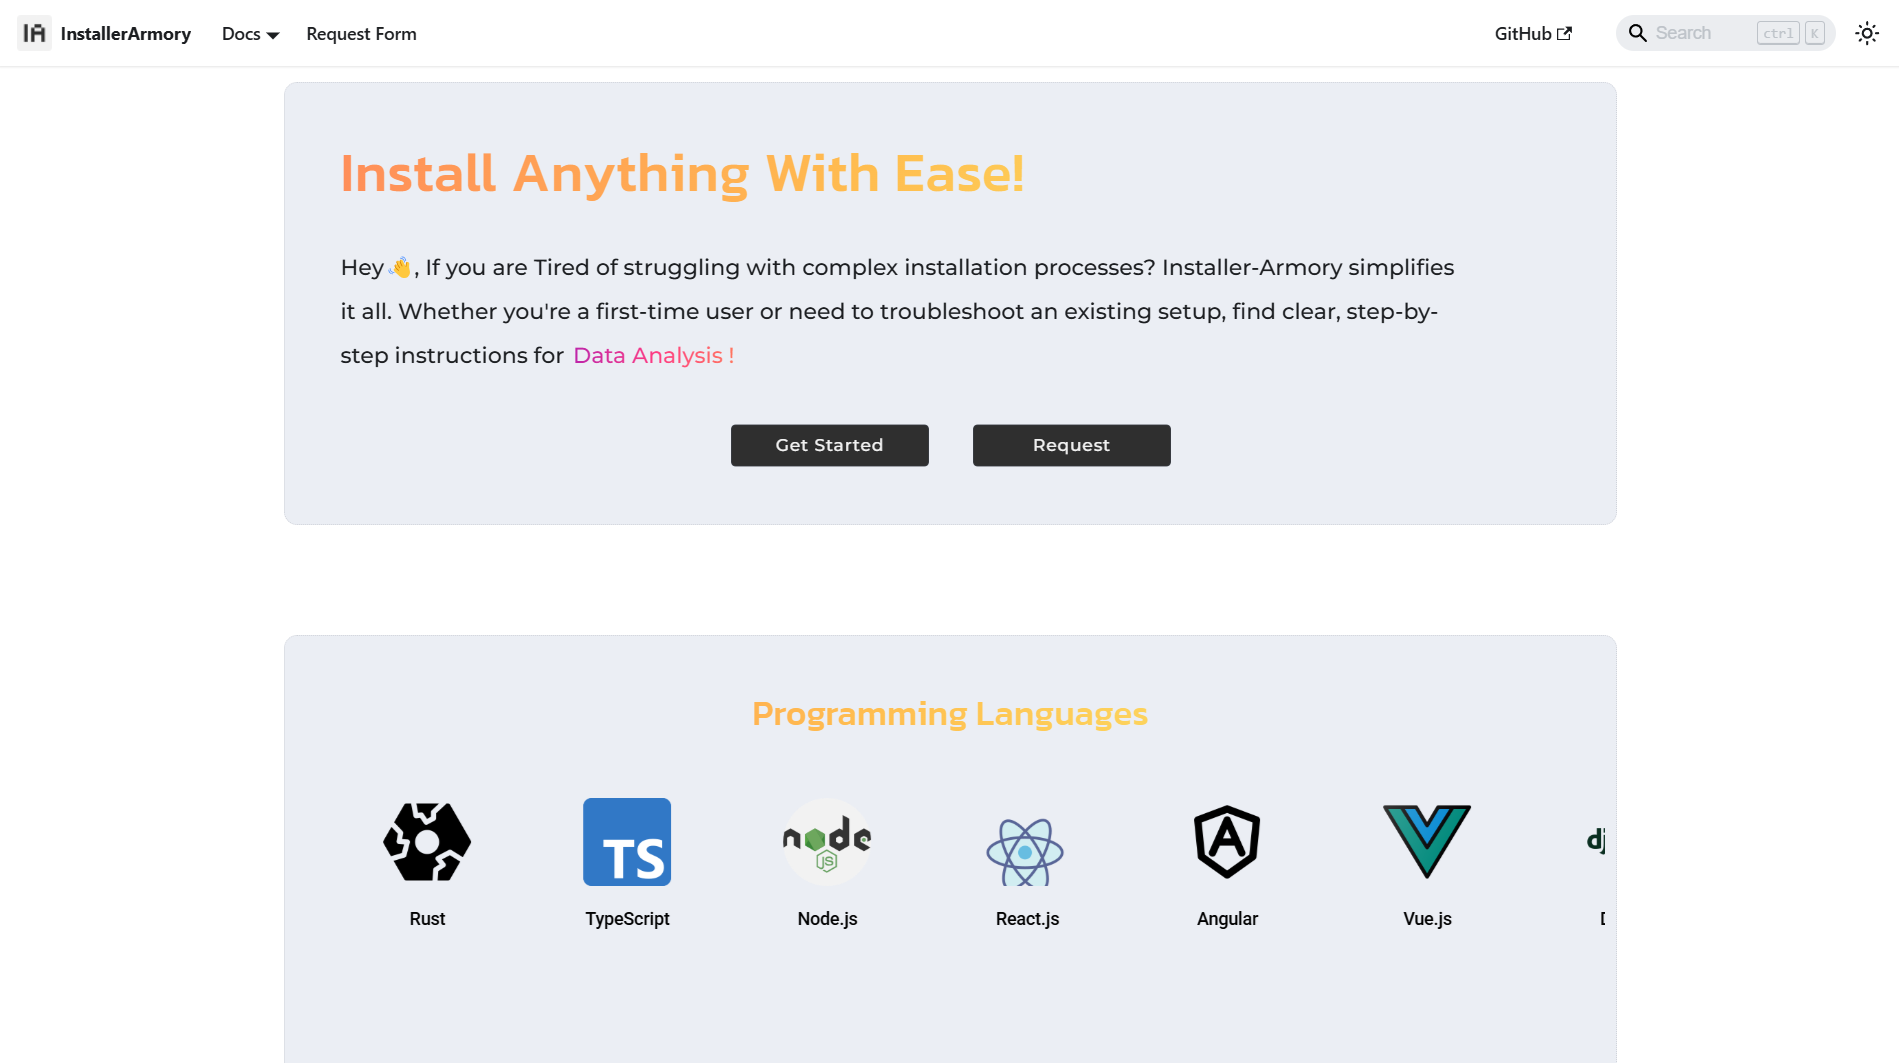 IA InstallerArmory Docs Request Form GitHub Search ctrl K
Install Anything With Ease!
Hey👋, If you are Tired of struggling with complex installation processes? Installer-Armory simplifies
it all. Whether you're a first-time user or need to troubleshoot an existing setup, find clear, step-by-
step instructions for Data Analysis !
Get Started Request
Programming Languages
TS node JS dj
Rust TypeScript Node.js React.js Angular Vue.js